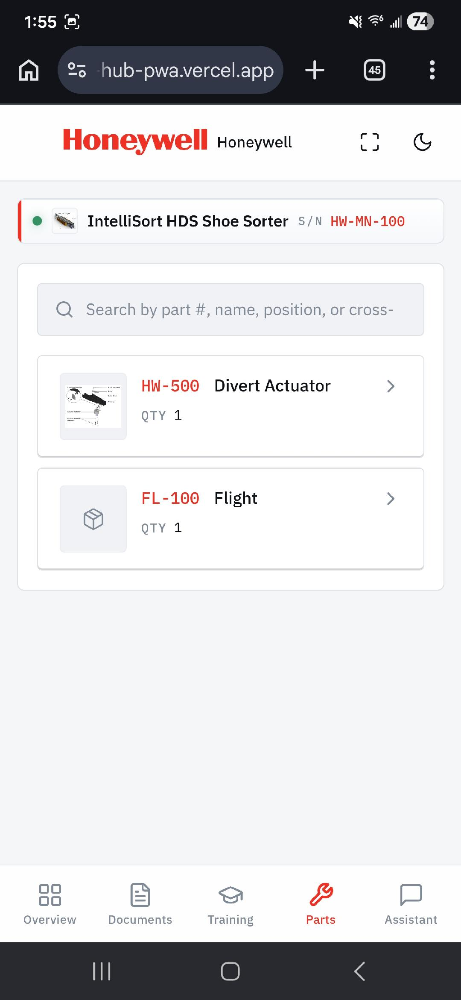 1:55
74
-hub-pwa.vercel.app
45
Honeywell Honeywell
IntelliSort HDS Shoe Sorter S/N HW-MN-100
Search by part #, name, position, or cross-
HW-500 Divert Actuator
QTY 1
FL-100 Flight
QTY 1
Overview
Documents
Training
Parts
Assistant